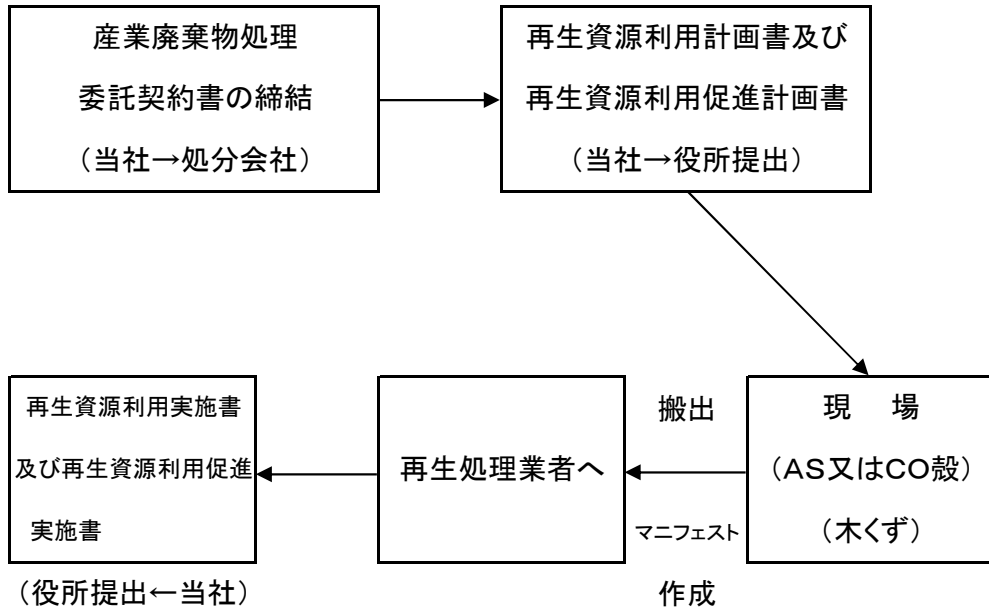 産業廃棄物処理
委託契約書の締結
（当社→処分会社）
再生資源利用計画書及び
再生資源利用促進計画書
（当社→役所提出）
現　場
（AS又はCO殻）
（木くず）
搬出
マニフェスト
作成
再生処理業者へ
再生資源利用実施書
及び再生資源利用促進
実施書
（役所提出←当社）